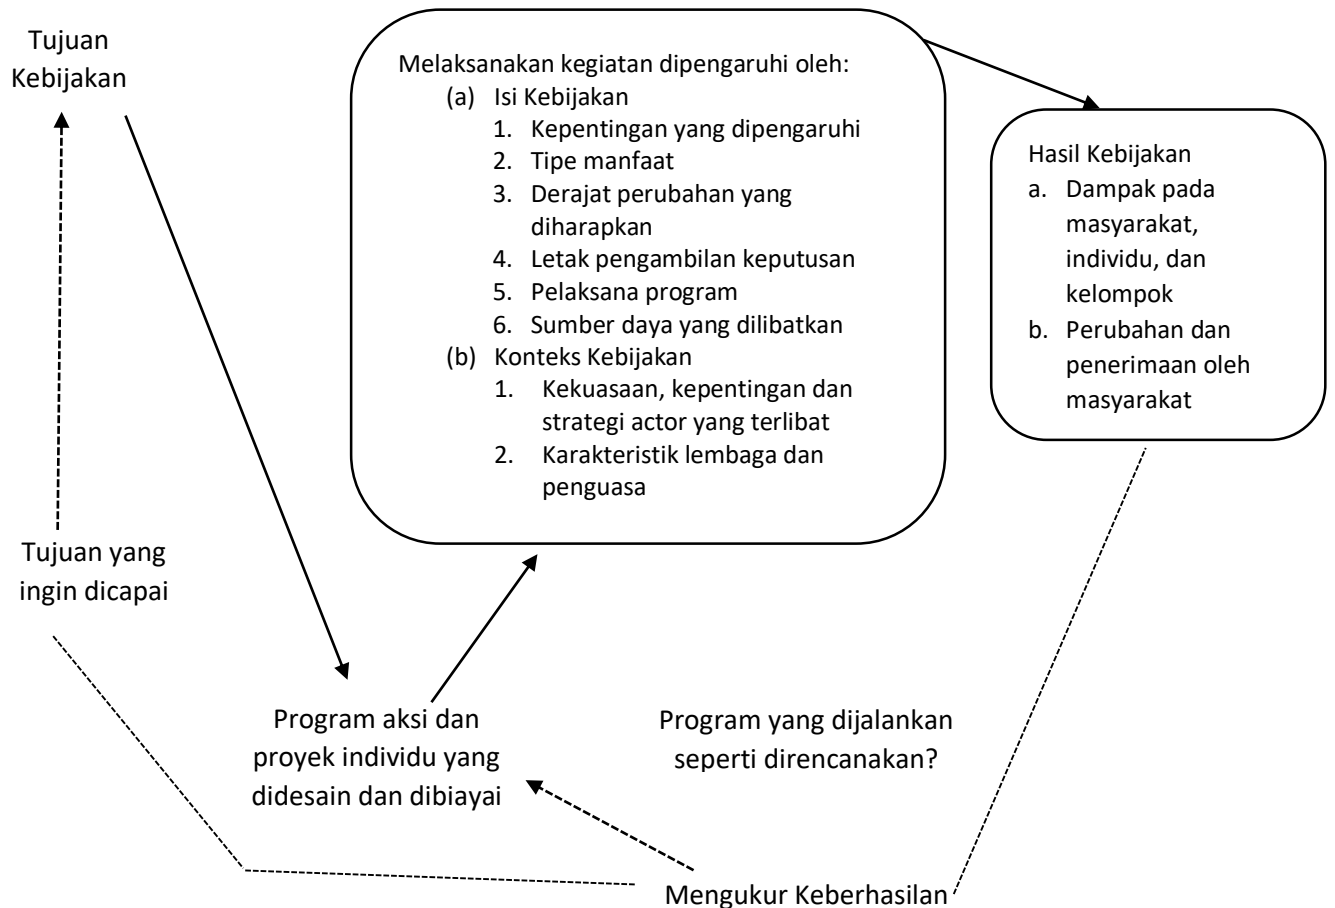 Tujuan
Kebijakan
Melaksanakan kegiatan dipengaruhi oleh:
(a) Isi Kebijakan
1. Kepentingan yang dipengaruhi
2. Tipe manfaat
3. Derajat perubahan yang
diharapkan
4. Letak pengambilan keputusan
5. Pelaksana program
6. Sumber daya yang dilibatkan
(b) Konteks Kebijakan
1. Kekuasaan, kepentingan dan
strategi actor yang terlibat
2. Karakteristik lembaga dan
penguasa
Hasil Kebijakan
a. Dampak pada
masyarakat,
individu, dan
kelompok
b. Perubahan dan
penerimaan oleh
masyarakat
Tujuan yang
ingin dicapai
Program aksi dan
proyek individu yang
didesain dan dibiayai
Program yang dijalankan
seperti direncanakan?
Mengukur Keberhasilan